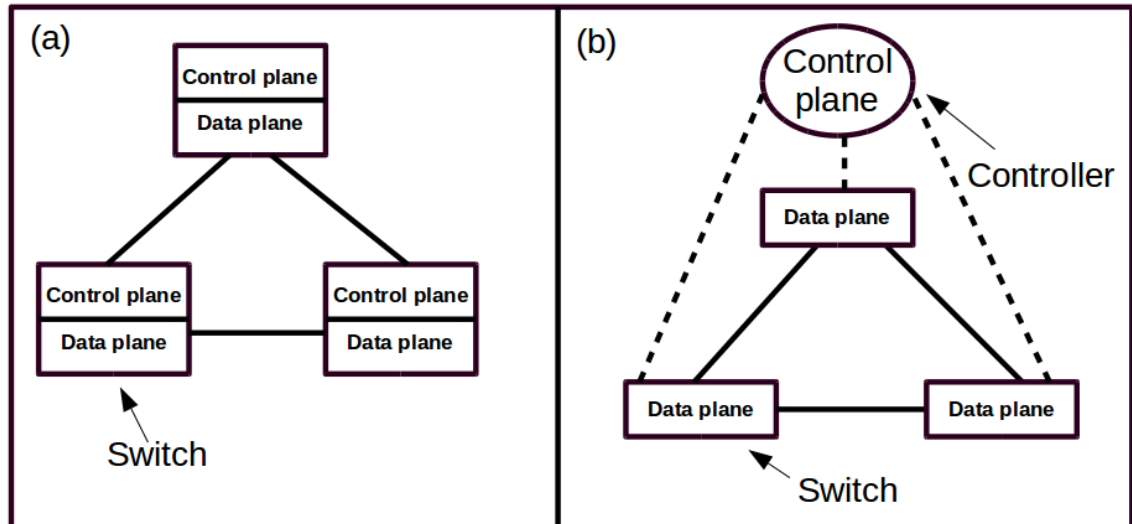 (a)
Control plane
Data plane
Control plane
Data plane
Control plane
Data plane
Switch
(b)
Control
plane
Controller
Data plane
Data plane
Data plane
Switch